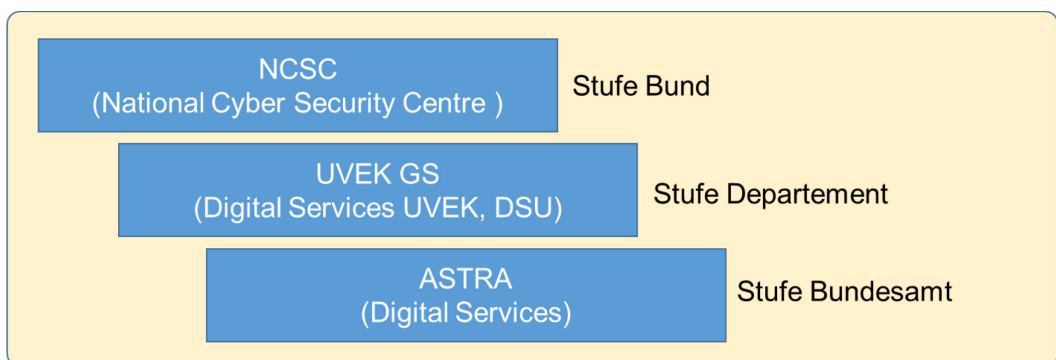 NCSC
(National Cyber Security Centre )
Stufe Bund
UVEK GS
(Digital Services UVEK, DSU)
Stufe Departement
ASTRA
(Digital Services)
Stufe Bundesamt